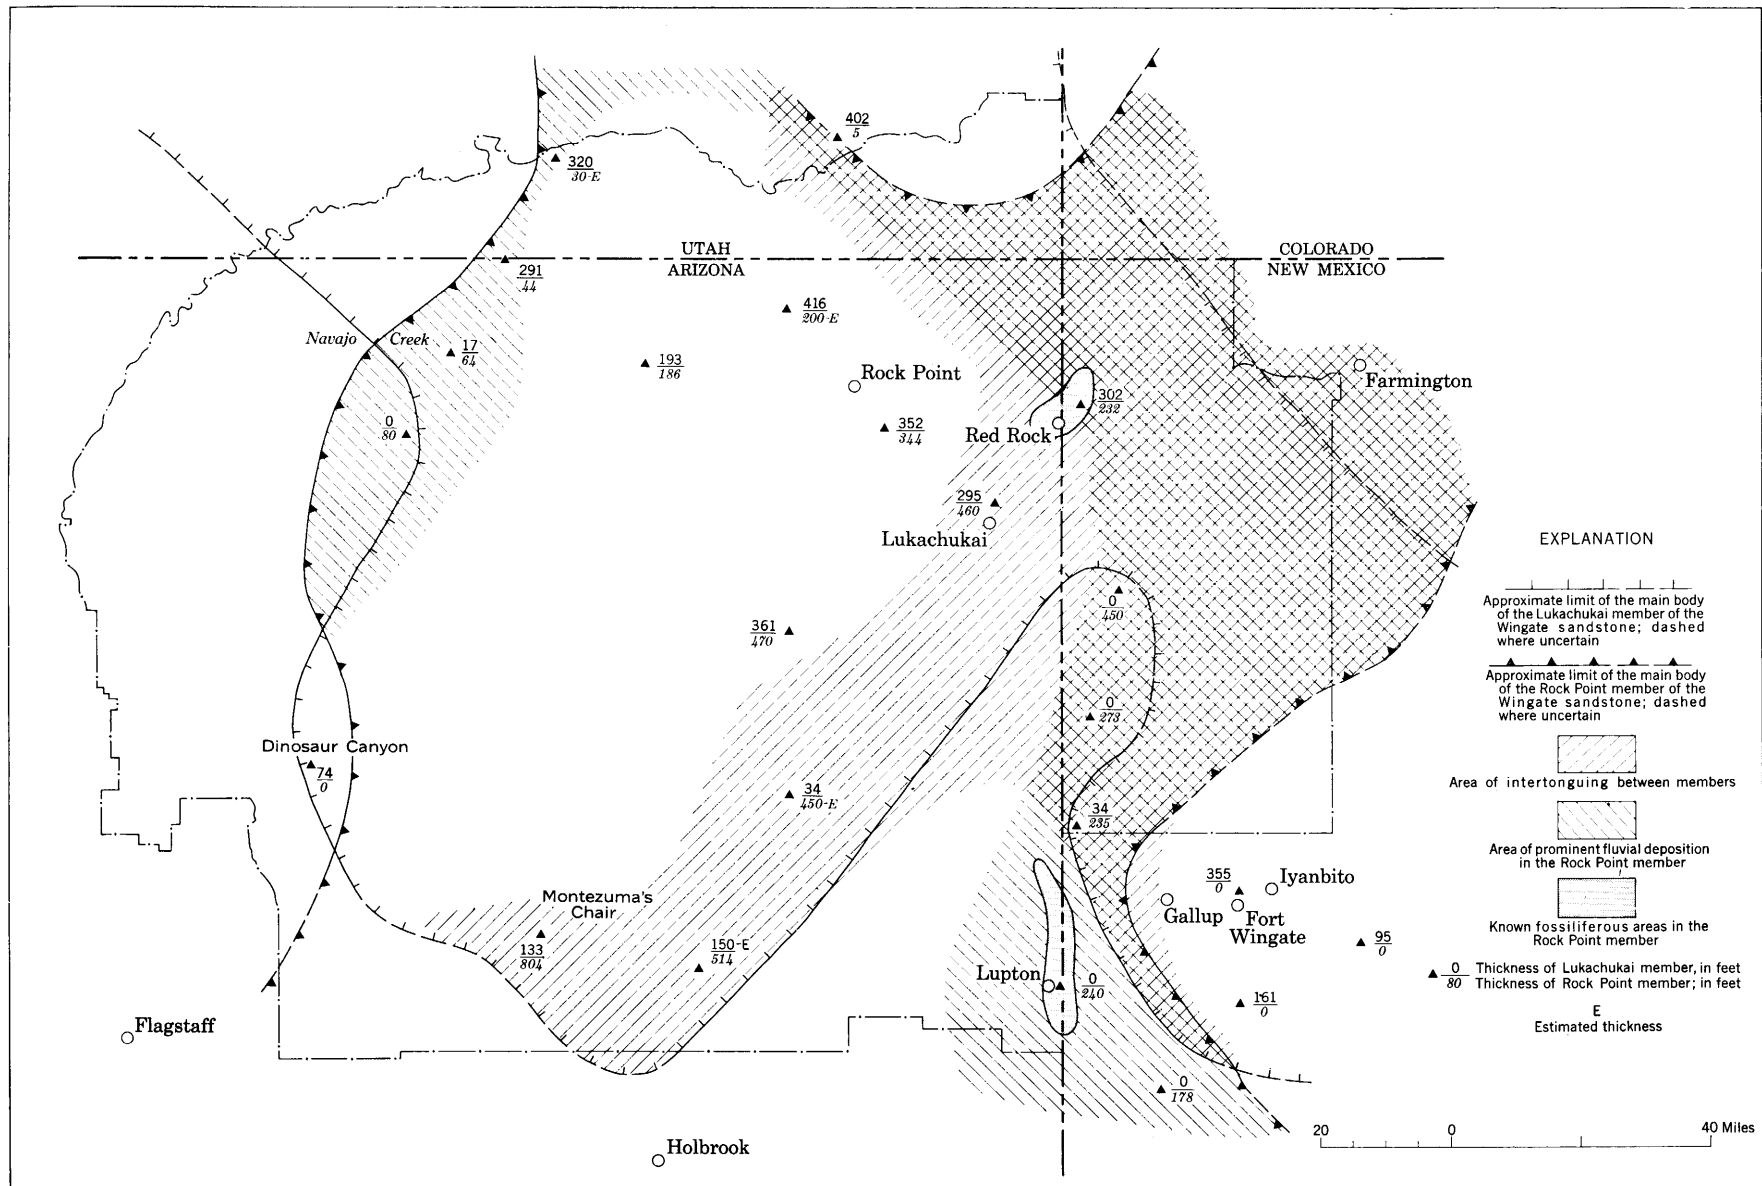 402
5
320
30-E
UTAH
ARIZONA
COLORADO
NEW MEXICO
291
44
416
200-E
Navajo Creek
17
64
193
186
Rock Point
Farmington
302
232
0
80
352
344
Red Rock
295
460
Lukachukai
0
450
361
470
0
273
Dinosaur Canyon
74
0
34
450-E
34
235
Montezuma's
Chair
133
804
150-E
514
355
0
Iyanbito
Gallup
Fort
Wingate
95
0
Lupton
0
240
161
0
Flagstaff
0
178
Holbrook
EXPLANATION
Approximate limit of the main body
of the Lukachukai member of the
Wingate sandstone; dashed
where uncertain
Approximate limit of the main body
of the Rock Point member of the
Wingate sandstone; dashed
where uncertain
Area of intertonguing between members
Area of prominent fluvial deposition
in the Rock Point member
Known fossiliferous areas in the
Rock Point member
0 Thickness of Lukachukai member, in feet
80 Thickness of Rock Point member; in feet
E
Estimated thickness
20 0 40 Miles